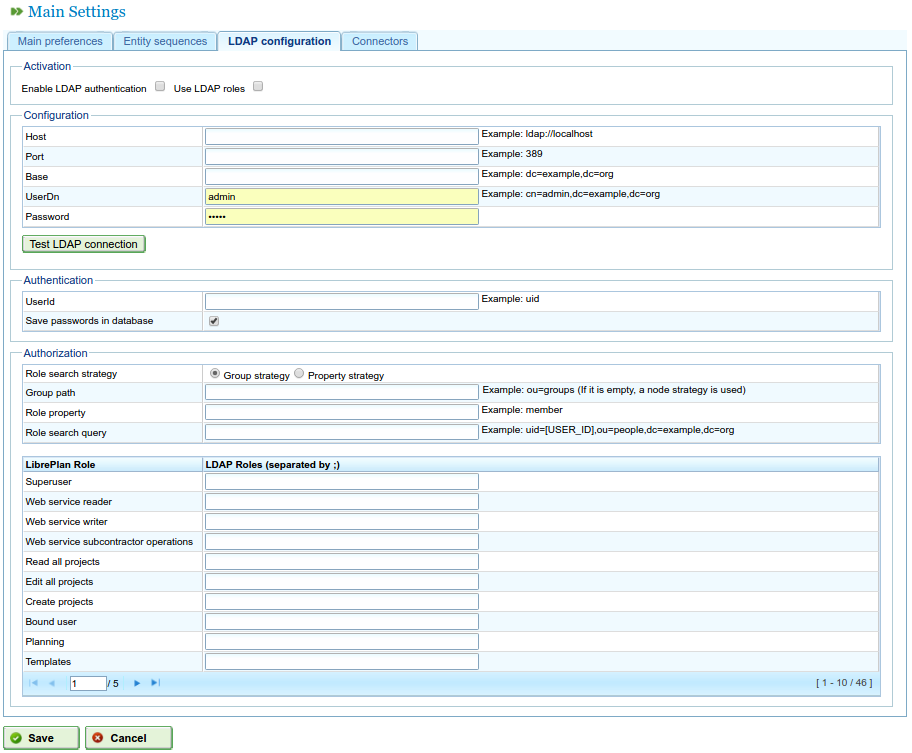 Main Settings
Main preferences Entity sequences LDAP configuration Connectors
Activation
Enable LDAP authentication Use LDAP roles
Configuration
Host Example: ldap://localhost
Port Example: 389
Base Example: dc=example,dc=org
UserDn admin Example: cn=admin,dc=example,dc=org
Password •••••
Test LDAP connection
Authentication
UserId Example: uid
Save passwords in database
Authorization
Role search strategy Group strategy Property strategy
Group path Example: ou=groups (If it is empty, a node strategy is used)
Role property Example: member
Role search query Example: uid=[USER_ID],ou=people,dc=example,dc=org
LibrePlan Role LDAP Roles (separated by ;)
Superuser
Web service reader
Web service writer
Web service subcontractor operations
Read all projects
Edit all projects
Create projects
Bound user
Planning
Templates
1 / 5 [ 1 - 10 / 46 ]
Save Cancel